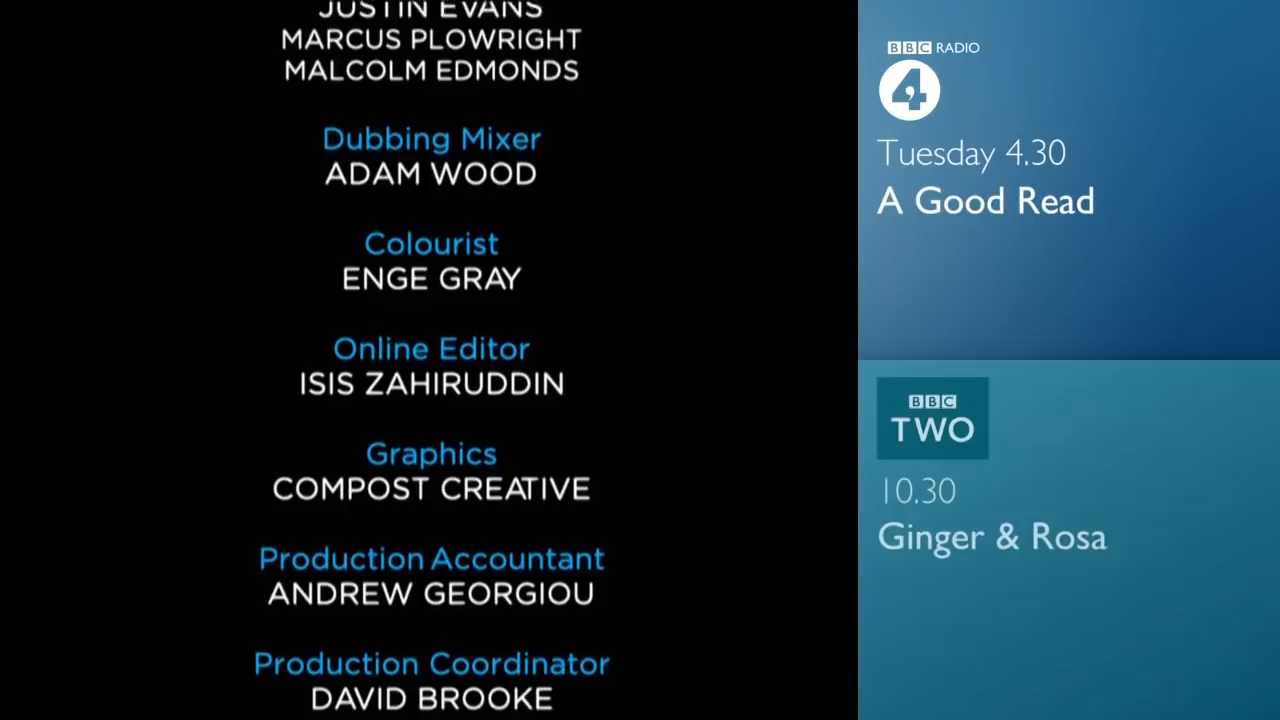 JUSTIN EVANS
MARCUS PLOWRIGHT
MALCOLM EDMONDS
Dubbing Mixer
ADAM WOOD
Colourist
ENGE GRAY
Online Editor
ISIS ZAHIRUDDIN
Graphics
COMPOST CREATIVE
Production Accountant
ANDREW GEORGIOU
Production Coordinator
DAVID BROOKE
BBC RADIO
4
Tuesday 4.30
A Good Read
BBC
TWO
10.30
Ginger & Rosa